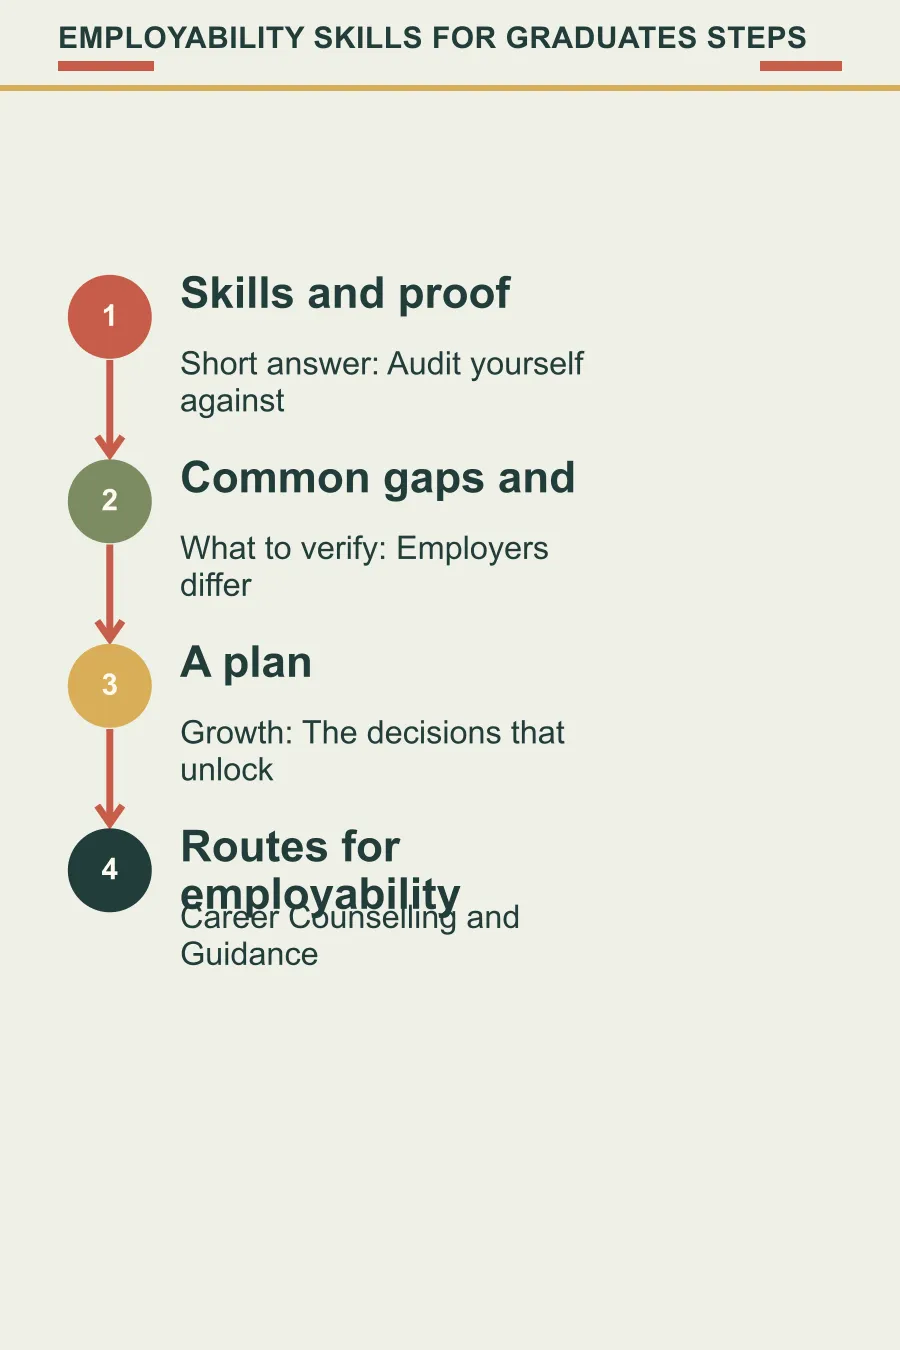 EMPLOYABILITY SKILLS FOR GRADUATES STEPS
1
Skills and proof
Short answer: Audit yourself
against
2
Common gaps and
What to verify: Employers
differ
3
A plan
Growth: The decisions that
unlock
4
Routes for
employability
Career Counselling and
Guidance